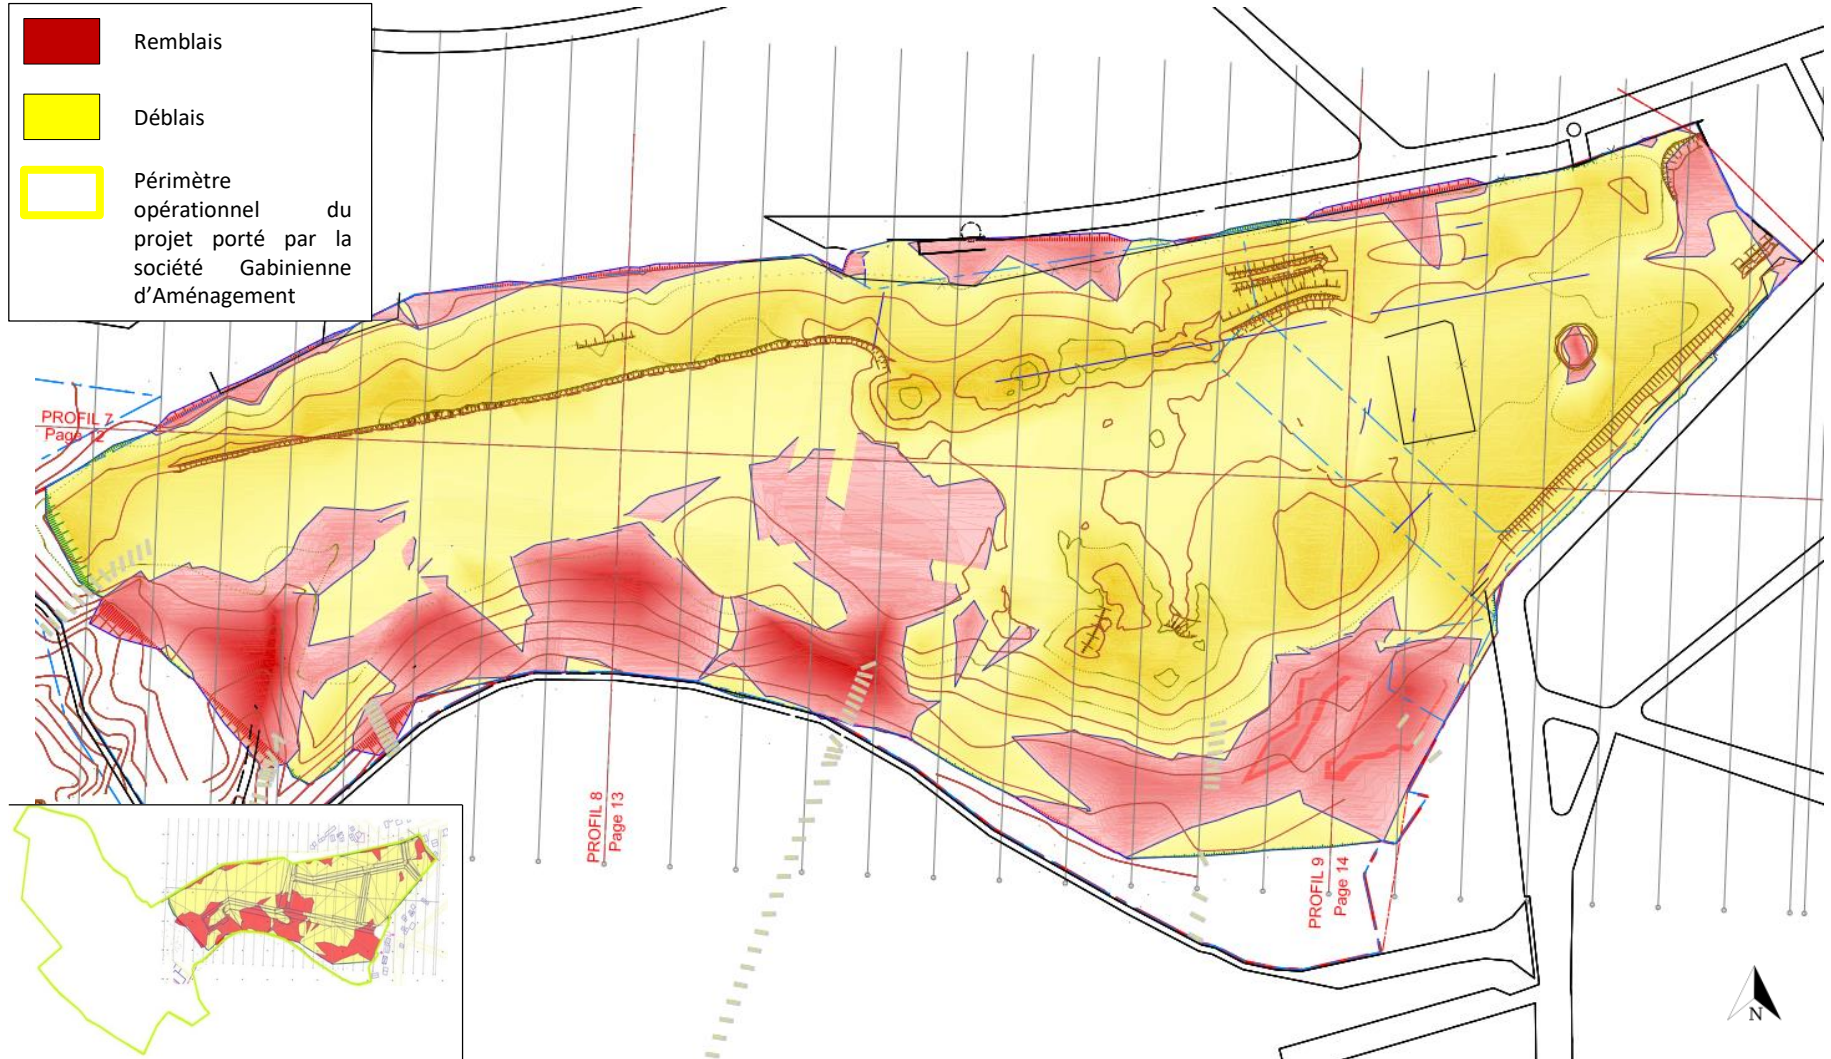 Remblais
Déblais
Périmètre
opérationnel du
projet porté par la
société Gabinienne
d’Aménagement
PROFIL 7
Page 12
PROFIL 8
Page 13
PROFIL 9
Page 14
N